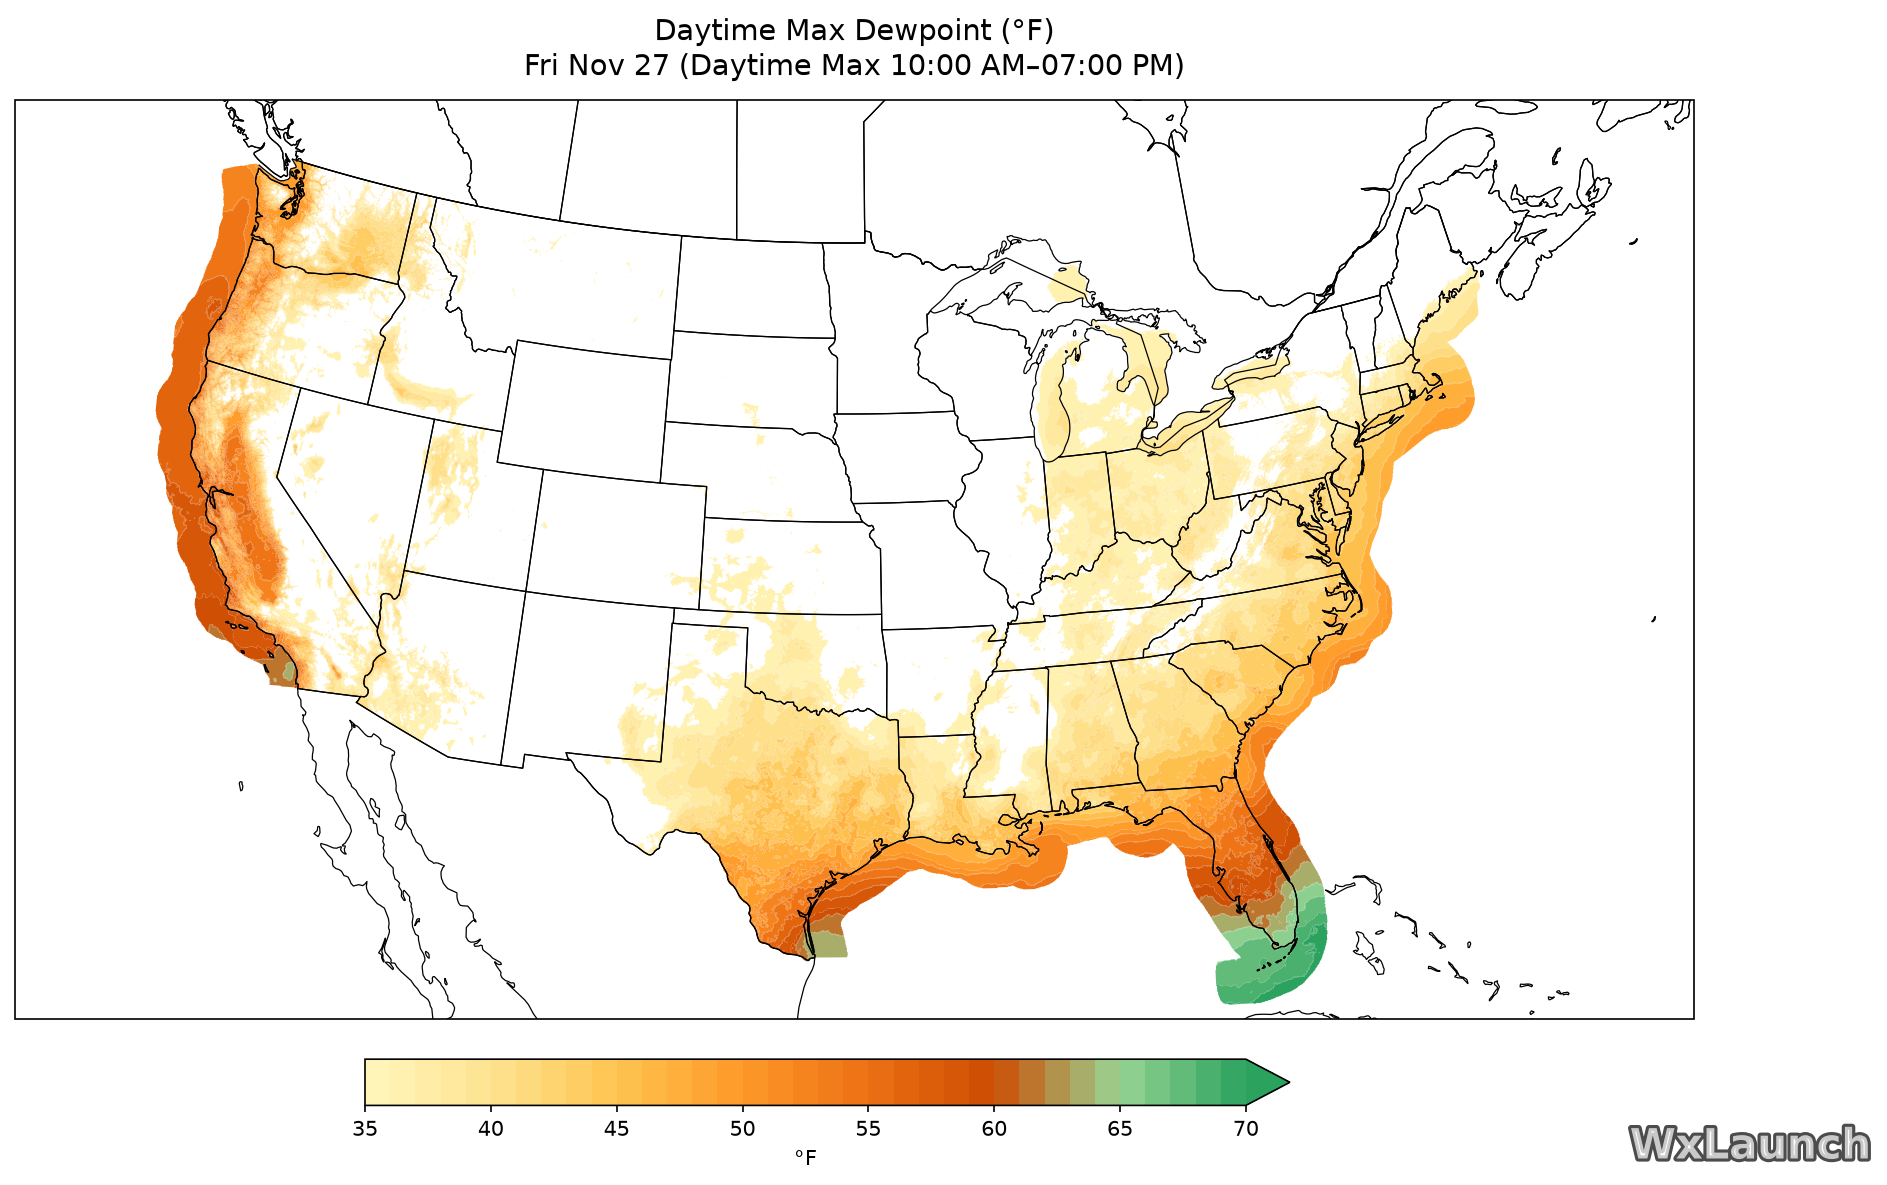 Daytime Max Dewpoint (°F)
Fri Nov 27 (Daytime Max 10:00 AM–07:00 PM)
35 40 45 50 55 60 65 70
°F
WxLaunch